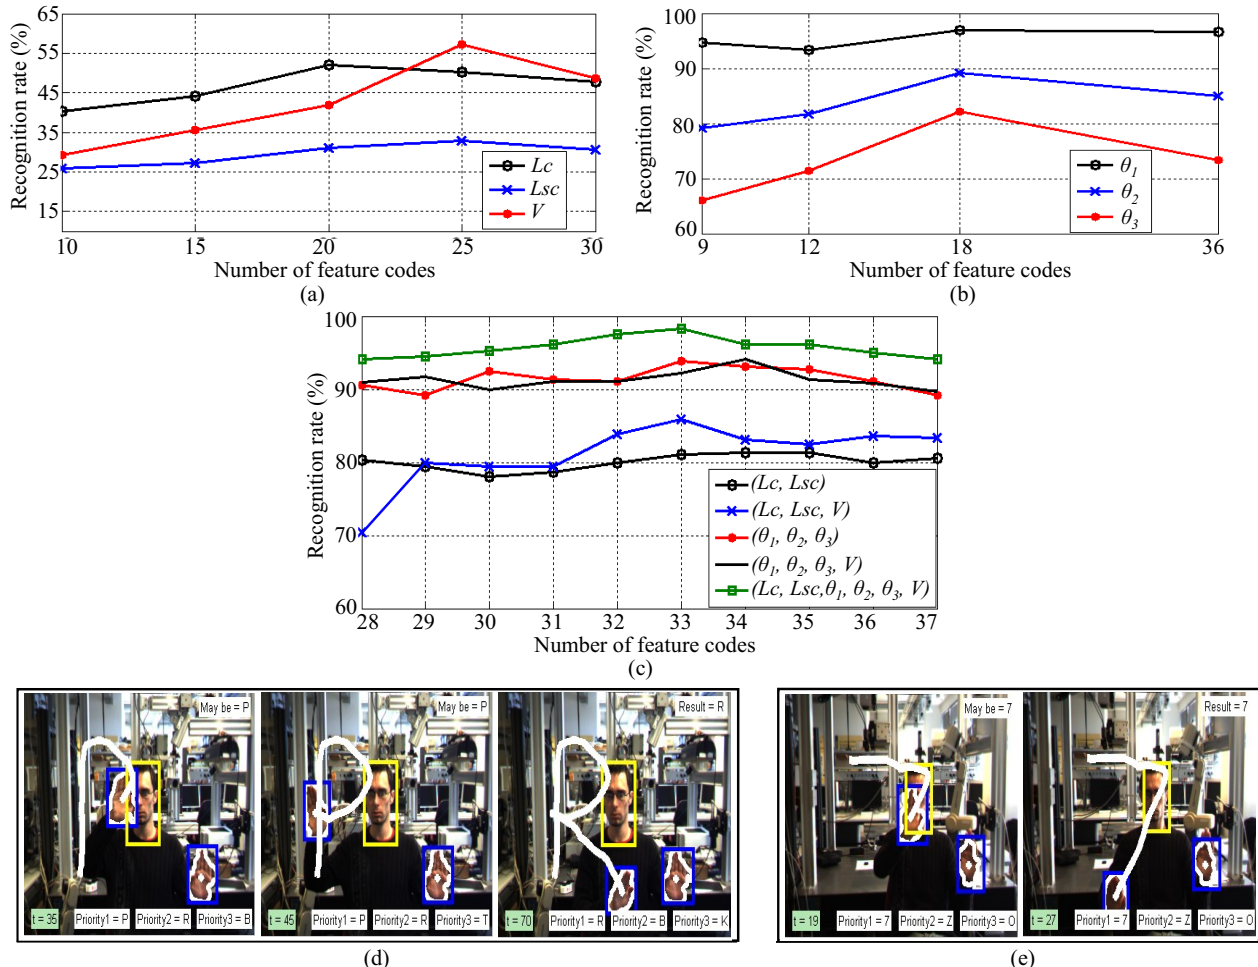 Recognition rate (%)
65
55
45
35
25
15
10
15
20
25
30
Lc
Lsc
V
Number of feature codes
(a)
Recognition rate (%)
100
90
80
70
60
9
12
18
36
θ1
θ2
θ3
Number of feature codes
(b)
Recognition rate (%)
100
90
80
70
60
28
29
30
31
32
33
34
35
36
37
(Lc, Lsc)
(Lc, Lsc, V)
(θ1, θ2, θ3)
(θ1, θ2, θ3, V)
(Lc, Lsc,θ1, θ2, θ3, V)
Number of feature codes
(c)
May be = P
t = 35 Priority1 = P Priority2 = R Priority3 = B
May be = P
t = 45 Priority1 = P Priority2 = R Priority3 = T
Result = R
t = 70 Priority1 = R Priority2 = B Priority3 = K
(d)
May be = 7
t = 19 Priority1 = 7 Priority2 = Z Priority3 = O
Result = 7
t = 27 Priority1 = 7 Priority2 = Z Priority3 = O
(e)